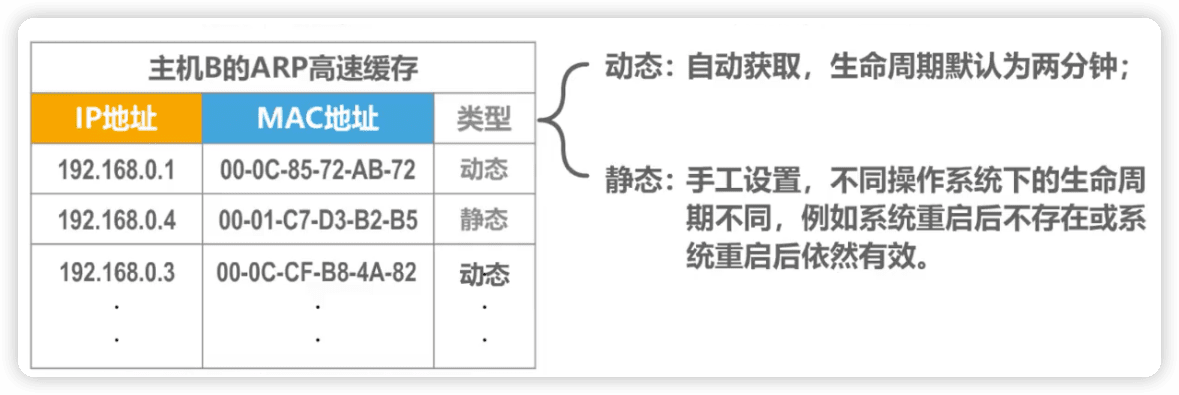 主机B的ARP高速缓存
IP地址 MAC地址 类型
192.168.0.1 00-0C-85-72-AB-72 动态
192.168.0.4 00-01-C7-D3-B2-B5 静态
192.168.0.3 00-0C-CF-B8-4A-82 动态
. . .
. . .
动态：自动获取，生命周期默认为两分钟；
静态：手工设置，不同操作系统下的生命周
期不同，例如系统重启后不存在或系
统重启后依然有效。